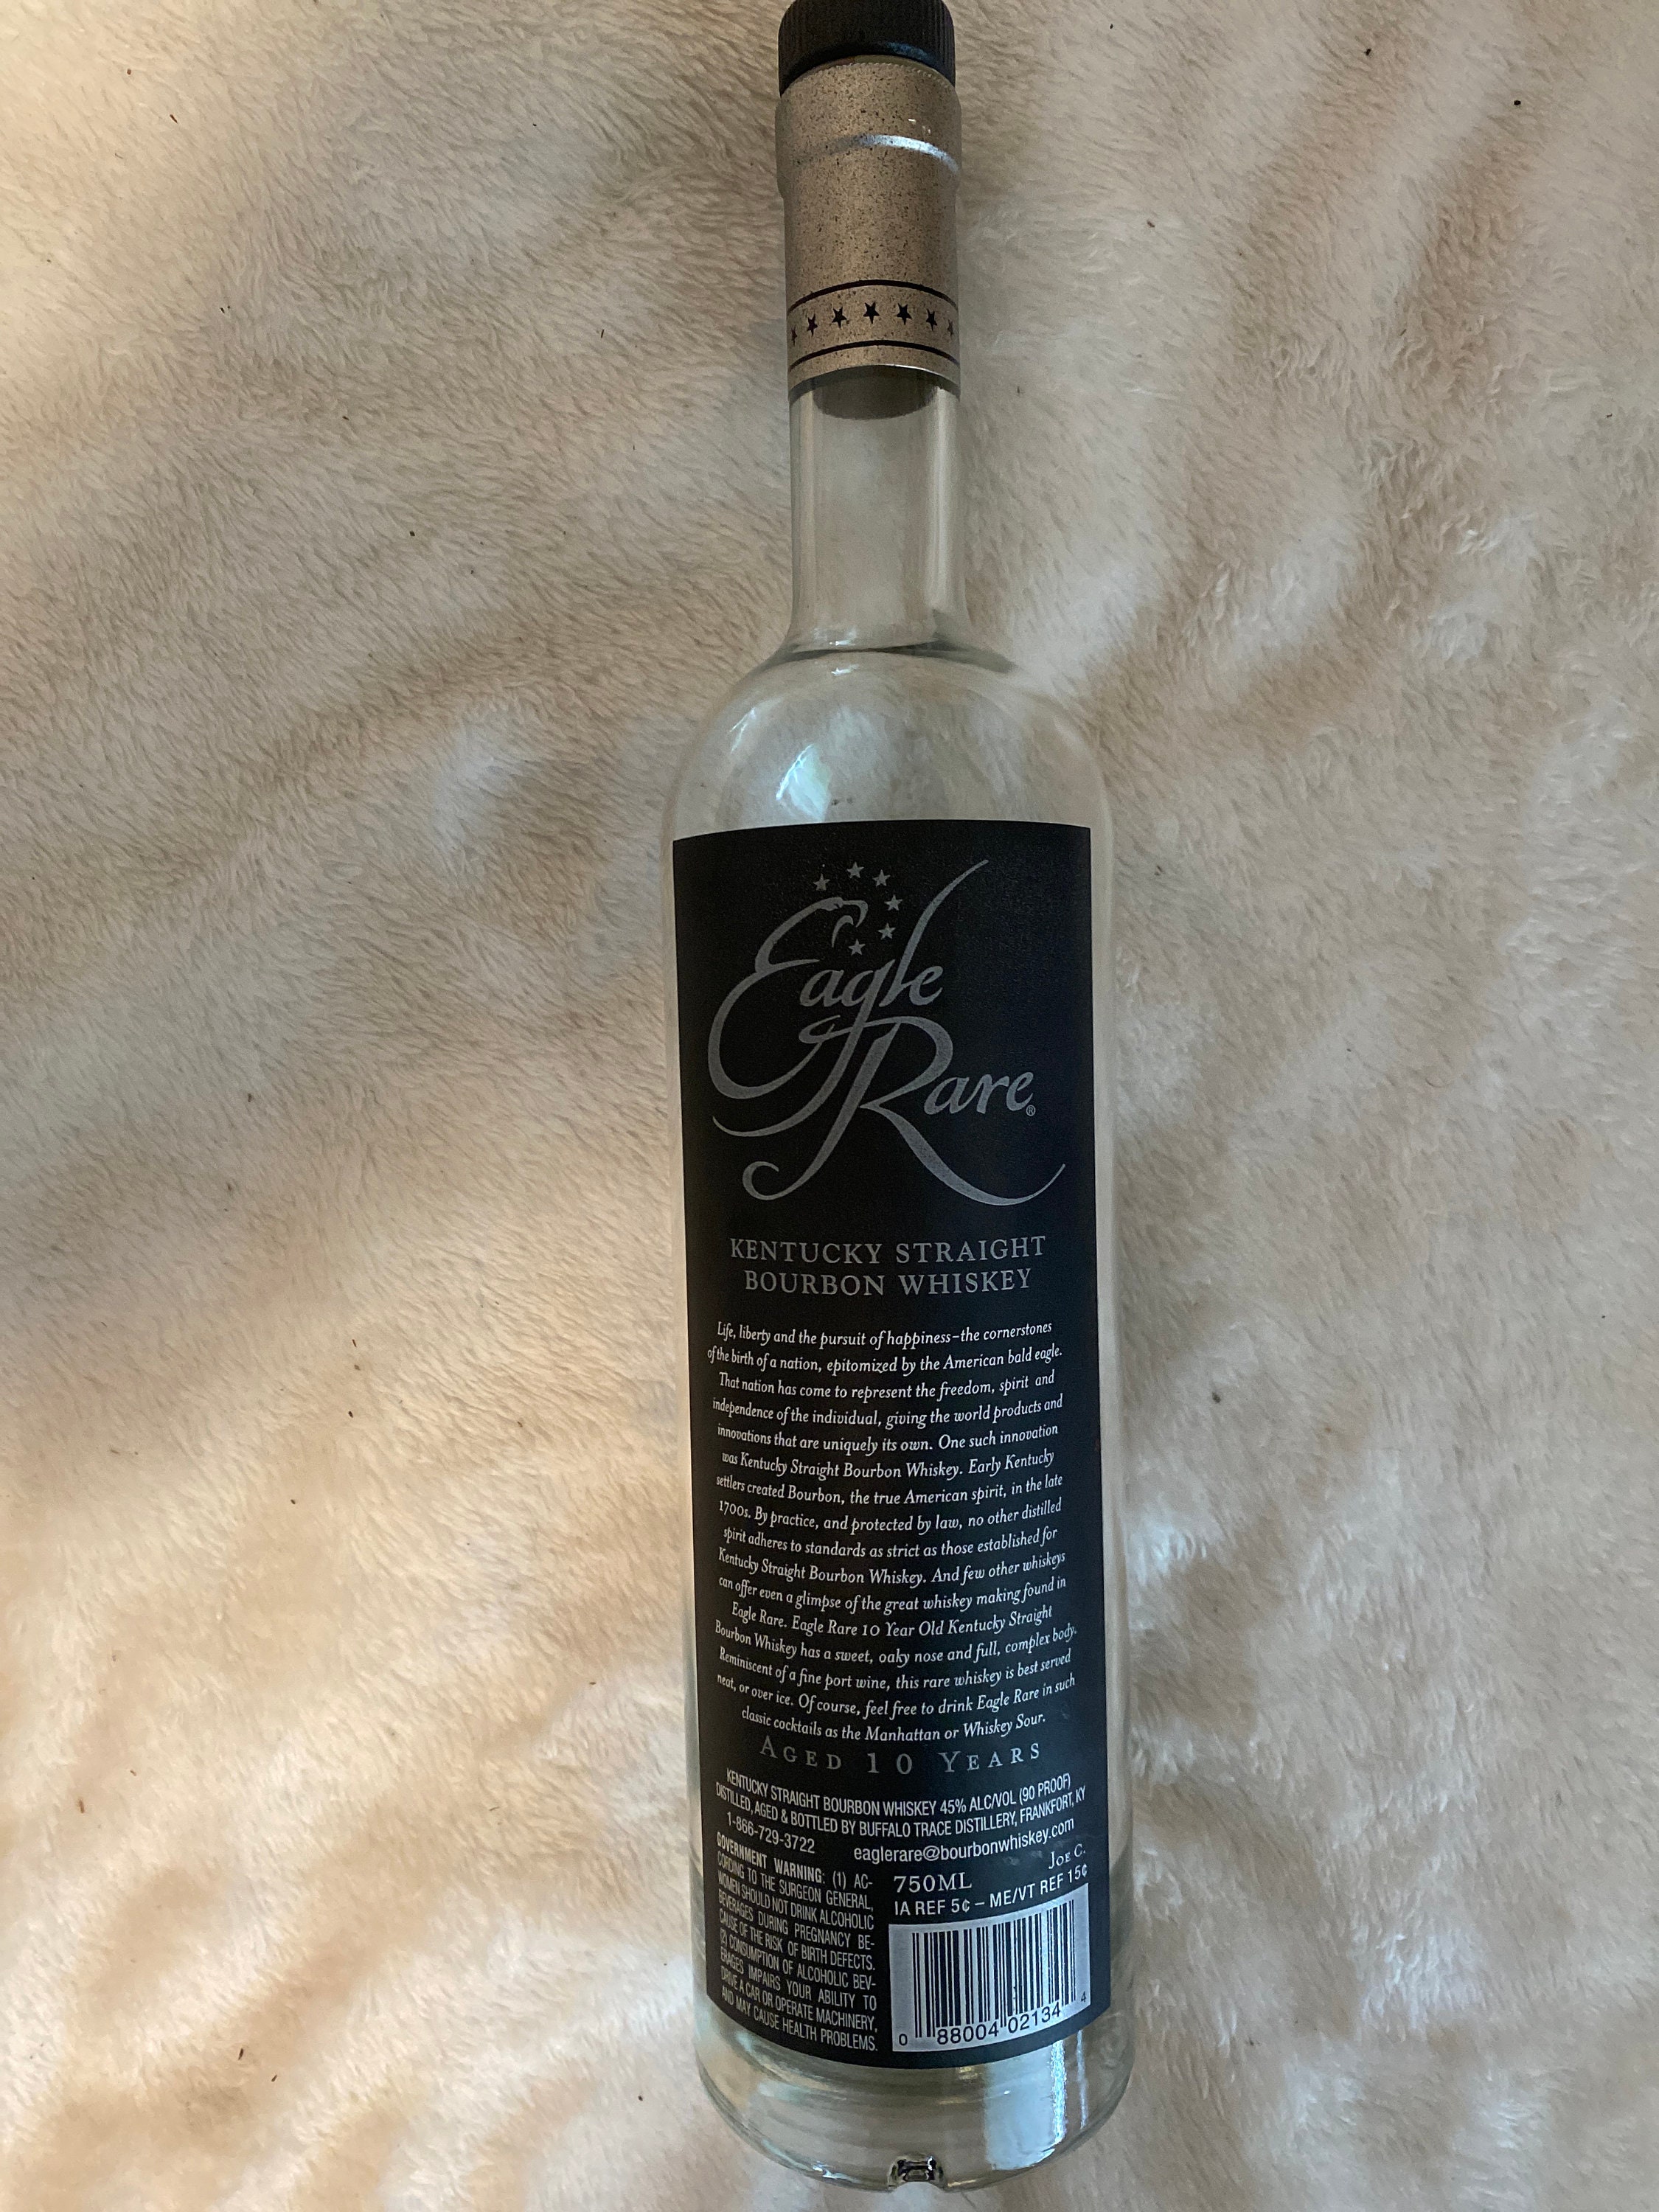 Eagle
Rare®
KENTUCKY STRAIGHT
BOURBON WHISKEY
Life, liberty and the pursuit of happiness–the cornerstones
of the birth of a nation, epitomized by the American bald eagle.
That nation has come to represent the freedom, spirit and
independence of the individual, giving the world products and
innovations that are uniquely its own. One such innovation
was Kentucky Straight Bourbon Whiskey. Early Kentucky
settlers created Bourbon, the true American spirit, in the late
1700s. By practice, and protected by law, no other distilled
spirit adheres to standards as strict as those established for
Kentucky Straight Bourbon Whiskey. And few other whiskeys
can offer even a glimpse of the great whiskey making found in
Eagle Rare. Eagle Rare 10 Year Old Kentucky Straight
Bourbon Whiskey has a sweet, oaky nose and full, complex body.
Reminiscent of a fine port wine, this rare whiskey is best served
neat, or over ice. Of course, feel free to drink Eagle Rare in such
classic cocktails as the Manhattan or Whiskey Sour.
AGED 10 YEARS
KENTUCKY STRAIGHT BOURBON WHISKEY 45% ALC/VOL (90 PROOF)
DISTILLED, AGED & BOTTLED BY BUFFALO TRACE DISTILLERY, FRANKFORT, KY
1-866-729-3722 eaglerare@bourbonwhiskey.com
GOVERNMENT WARNING: (1) AC-
CORDING TO THE SURGEON GENERAL,
WOMEN SHOULD NOT DRINK ALCOHOLIC
BEVERAGES DURING PREGNANCY BE-
CAUSE OF THE RISK OF BIRTH DEFECTS.
(2) CONSUMPTION OF ALCOHOLIC BEV-
ERAGES IMPAIRS YOUR ABILITY TO
DRIVE A CAR OR OPERATE MACHINERY,
AND MAY CAUSE HEALTH PROBLEMS.
JOE C.
750ML
IA REF 5¢ – ME/VT REF 15¢
0 88004 02134 4